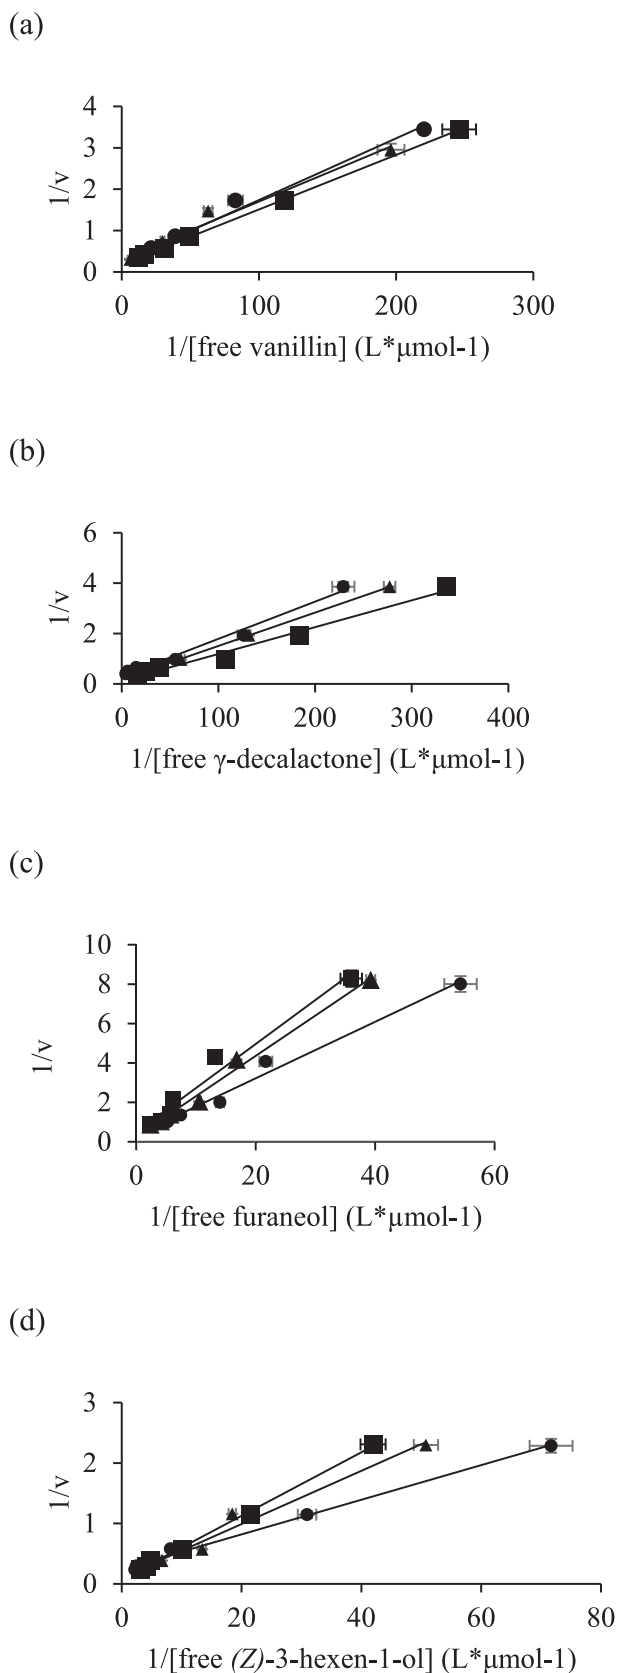 (a)
4
3
2
1
0
1/v
0 100 200 300
1/[free vanillin] (L*μmol-1)
(b)
6
4
2
0
1/v
0 100 200 300 400
1/[free γ-decalactone] (L*μmol-1)
(c)
10
8
6
4
2
0
1/v
0 20 40 60
1/[free furaneol] (L*μmol-1)
(d)
3
2
1
0
1/v
0 20 40 60 80
1/[free (Z)-3-hexen-1-ol] (L*μmol-1)